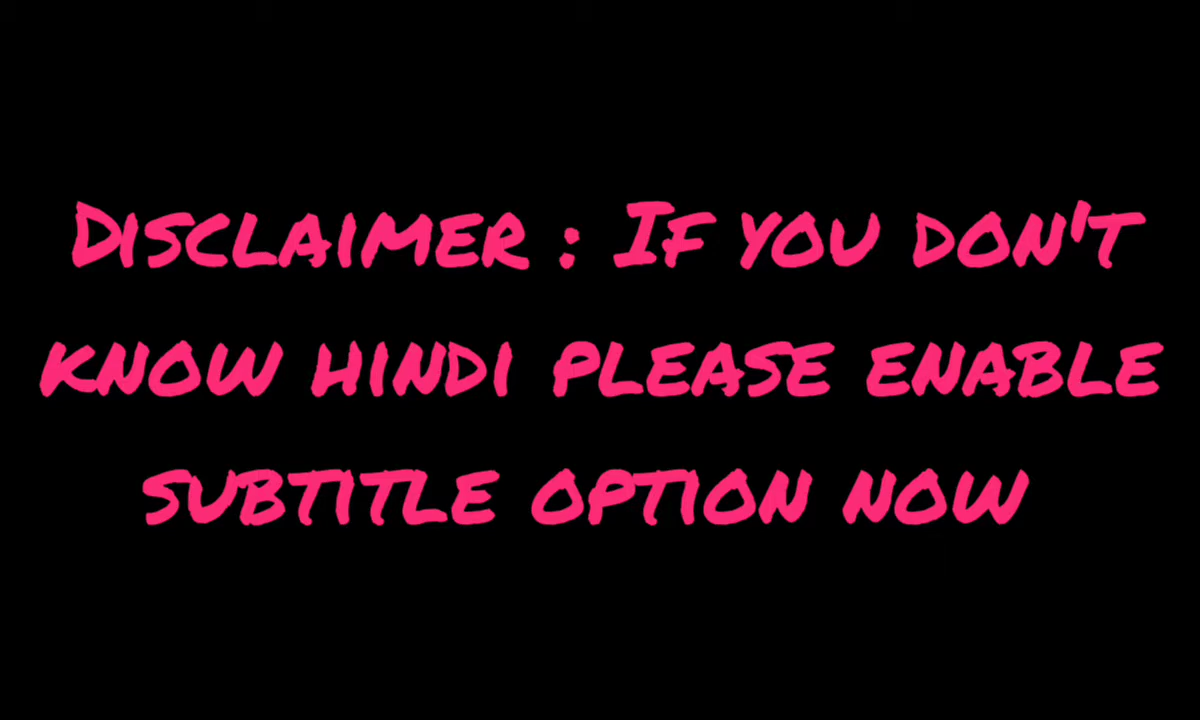 Disclaimer : If you don't
know hindi please enable
subtitle option now